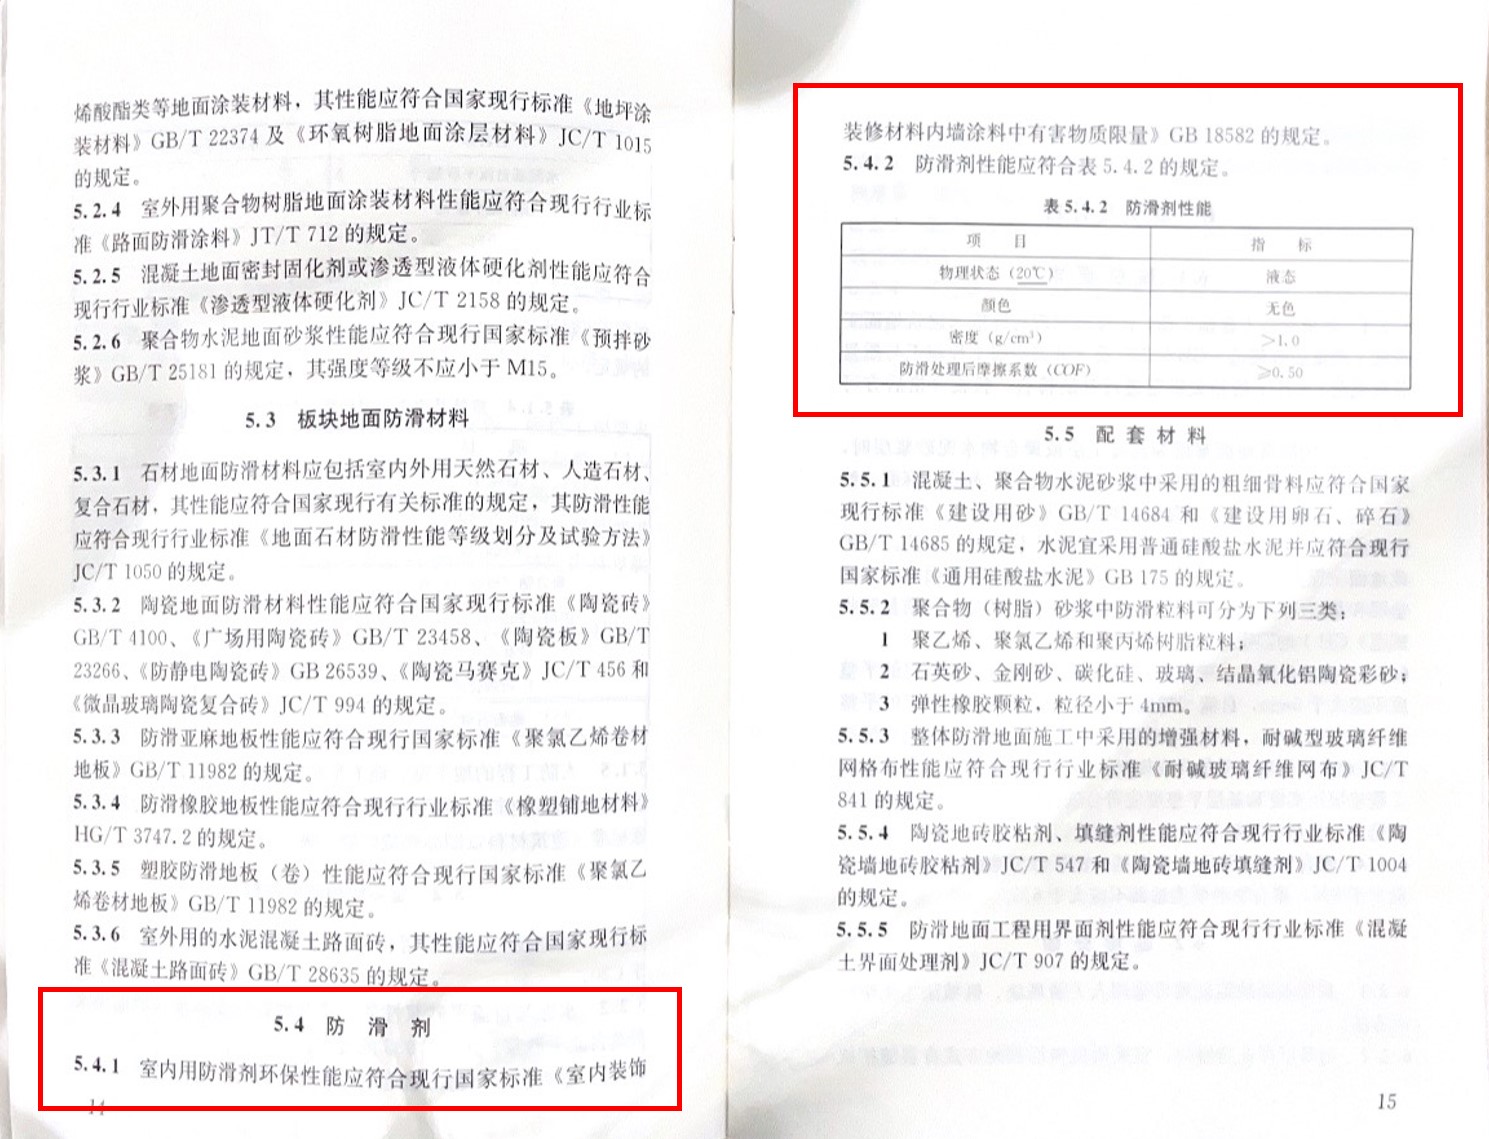 烯酸酯类等地面涂装材料，其性能应符合国家现行标准《地坪涂
装材料》GB/T 22374 及《环氧树脂地面涂层材料》JC/T 1015
的规定。
5.2.4 室外用聚合物树脂地面涂装材料性能应符合现行行业标
准《路面防滑涂料》JT/T 712 的规定。
5.2.5 混凝土地面密封固化剂或渗透型液体硬化剂性能应符合
现行行业标准《渗透型液体硬化剂》JC/T 2158 的规定。
5.2.6 聚合物水泥地面砂浆性能应符合现行国家标准《预拌砂
浆》GB/T 25181 的规定，其强度等级不应小于 M15。
5.3 板块地面防滑材料
5.3.1 石材地面防滑材料应包括室内外用天然石材、人造石材、
复合石材，其性能应符合国家现行有关标准的规定，其防滑性能
应符合现行行业标准《地面石材防滑性能等级划分及试验方法》
JC/T 1050 的规定。
5.3.2 陶瓷地面防滑材料性能应符合国家现行标准《陶瓷砖》
GB/T 4100、《广场用陶瓷砖》GB/T 23458、《陶瓷板》GB/T
23266、《防静电陶瓷砖》GB 26539、《陶瓷马赛克》JC/T 456 和
《微晶玻璃陶瓷复合砖》JC/T 994 的规定。
5.3.3 防滑亚麻地板性能应符合现行国家标准《聚氯乙烯卷材
地板》GB/T 11982 的规定。
5.3.4 防滑橡胶地板性能应符合现行行业标准《橡塑铺地材料》
HG/T 3747.2 的规定。
5.3.5 塑胶防滑地板（卷）性能应符合现行国家标准《聚氯乙
烯卷材地板》GB/T 11982 的规定。
5.3.6 室外用的水泥混凝土路面砖，其性能应符合国家现行标
准《混凝土路面砖》GB/T 28635 的规定。
5.4 防滑剂
5.4.1 室内用防滑剂环保性能应符合现行国家标准《室内装饰
14
装修材料内墙涂料中有害物质限量》GB 18582 的规定。
5.4.2 防滑剂性能应符合表 5.4.2 的规定。
表 5.4.2 防滑剂性能
项 目 指 标
物理状态（20℃） 液态
颜色 无色
密度（g/cm³） >1.0
防滑处理后摩擦系数（COF） ≥0.50
5.5 配套材料
5.5.1 混凝土、聚合物水泥砂浆中采用的粗细骨料应符合国家
现行标准《建设用砂》GB/T 14684 和《建设用卵石、碎石》
GB/T 14685 的规定，水泥宜采用普通硅酸盐水泥并应符合现行
国家标准《通用硅酸盐水泥》GB 175 的规定。
5.5.2 聚合物（树脂）砂浆中防滑粒料可分为下列三类：
1 聚乙烯、聚氯乙烯和聚丙烯树脂粒料；
2 石英砂、金刚砂、碳化硅、玻璃、结晶氧化铝陶瓷彩砂；
3 弹性橡胶颗粒，粒径小于 4mm。
5.5.3 整体防滑地面施工中采用的增强材料，耐碱型玻璃纤维
网格布性能应符合现行行业标准《耐碱玻璃纤维网布》JC/T
841 的规定。
5.5.4 陶瓷地砖胶粘剂、填缝剂性能应符合现行行业标准《陶
瓷墙地砖胶粘剂》JC/T 547 和《陶瓷墙地砖填缝剂》JC/T 1004
的规定。
5.5.5 防滑地面工程用界面剂性能应符合现行行业标准《混凝
土界面处理剂》JC/T 907 的规定。
15